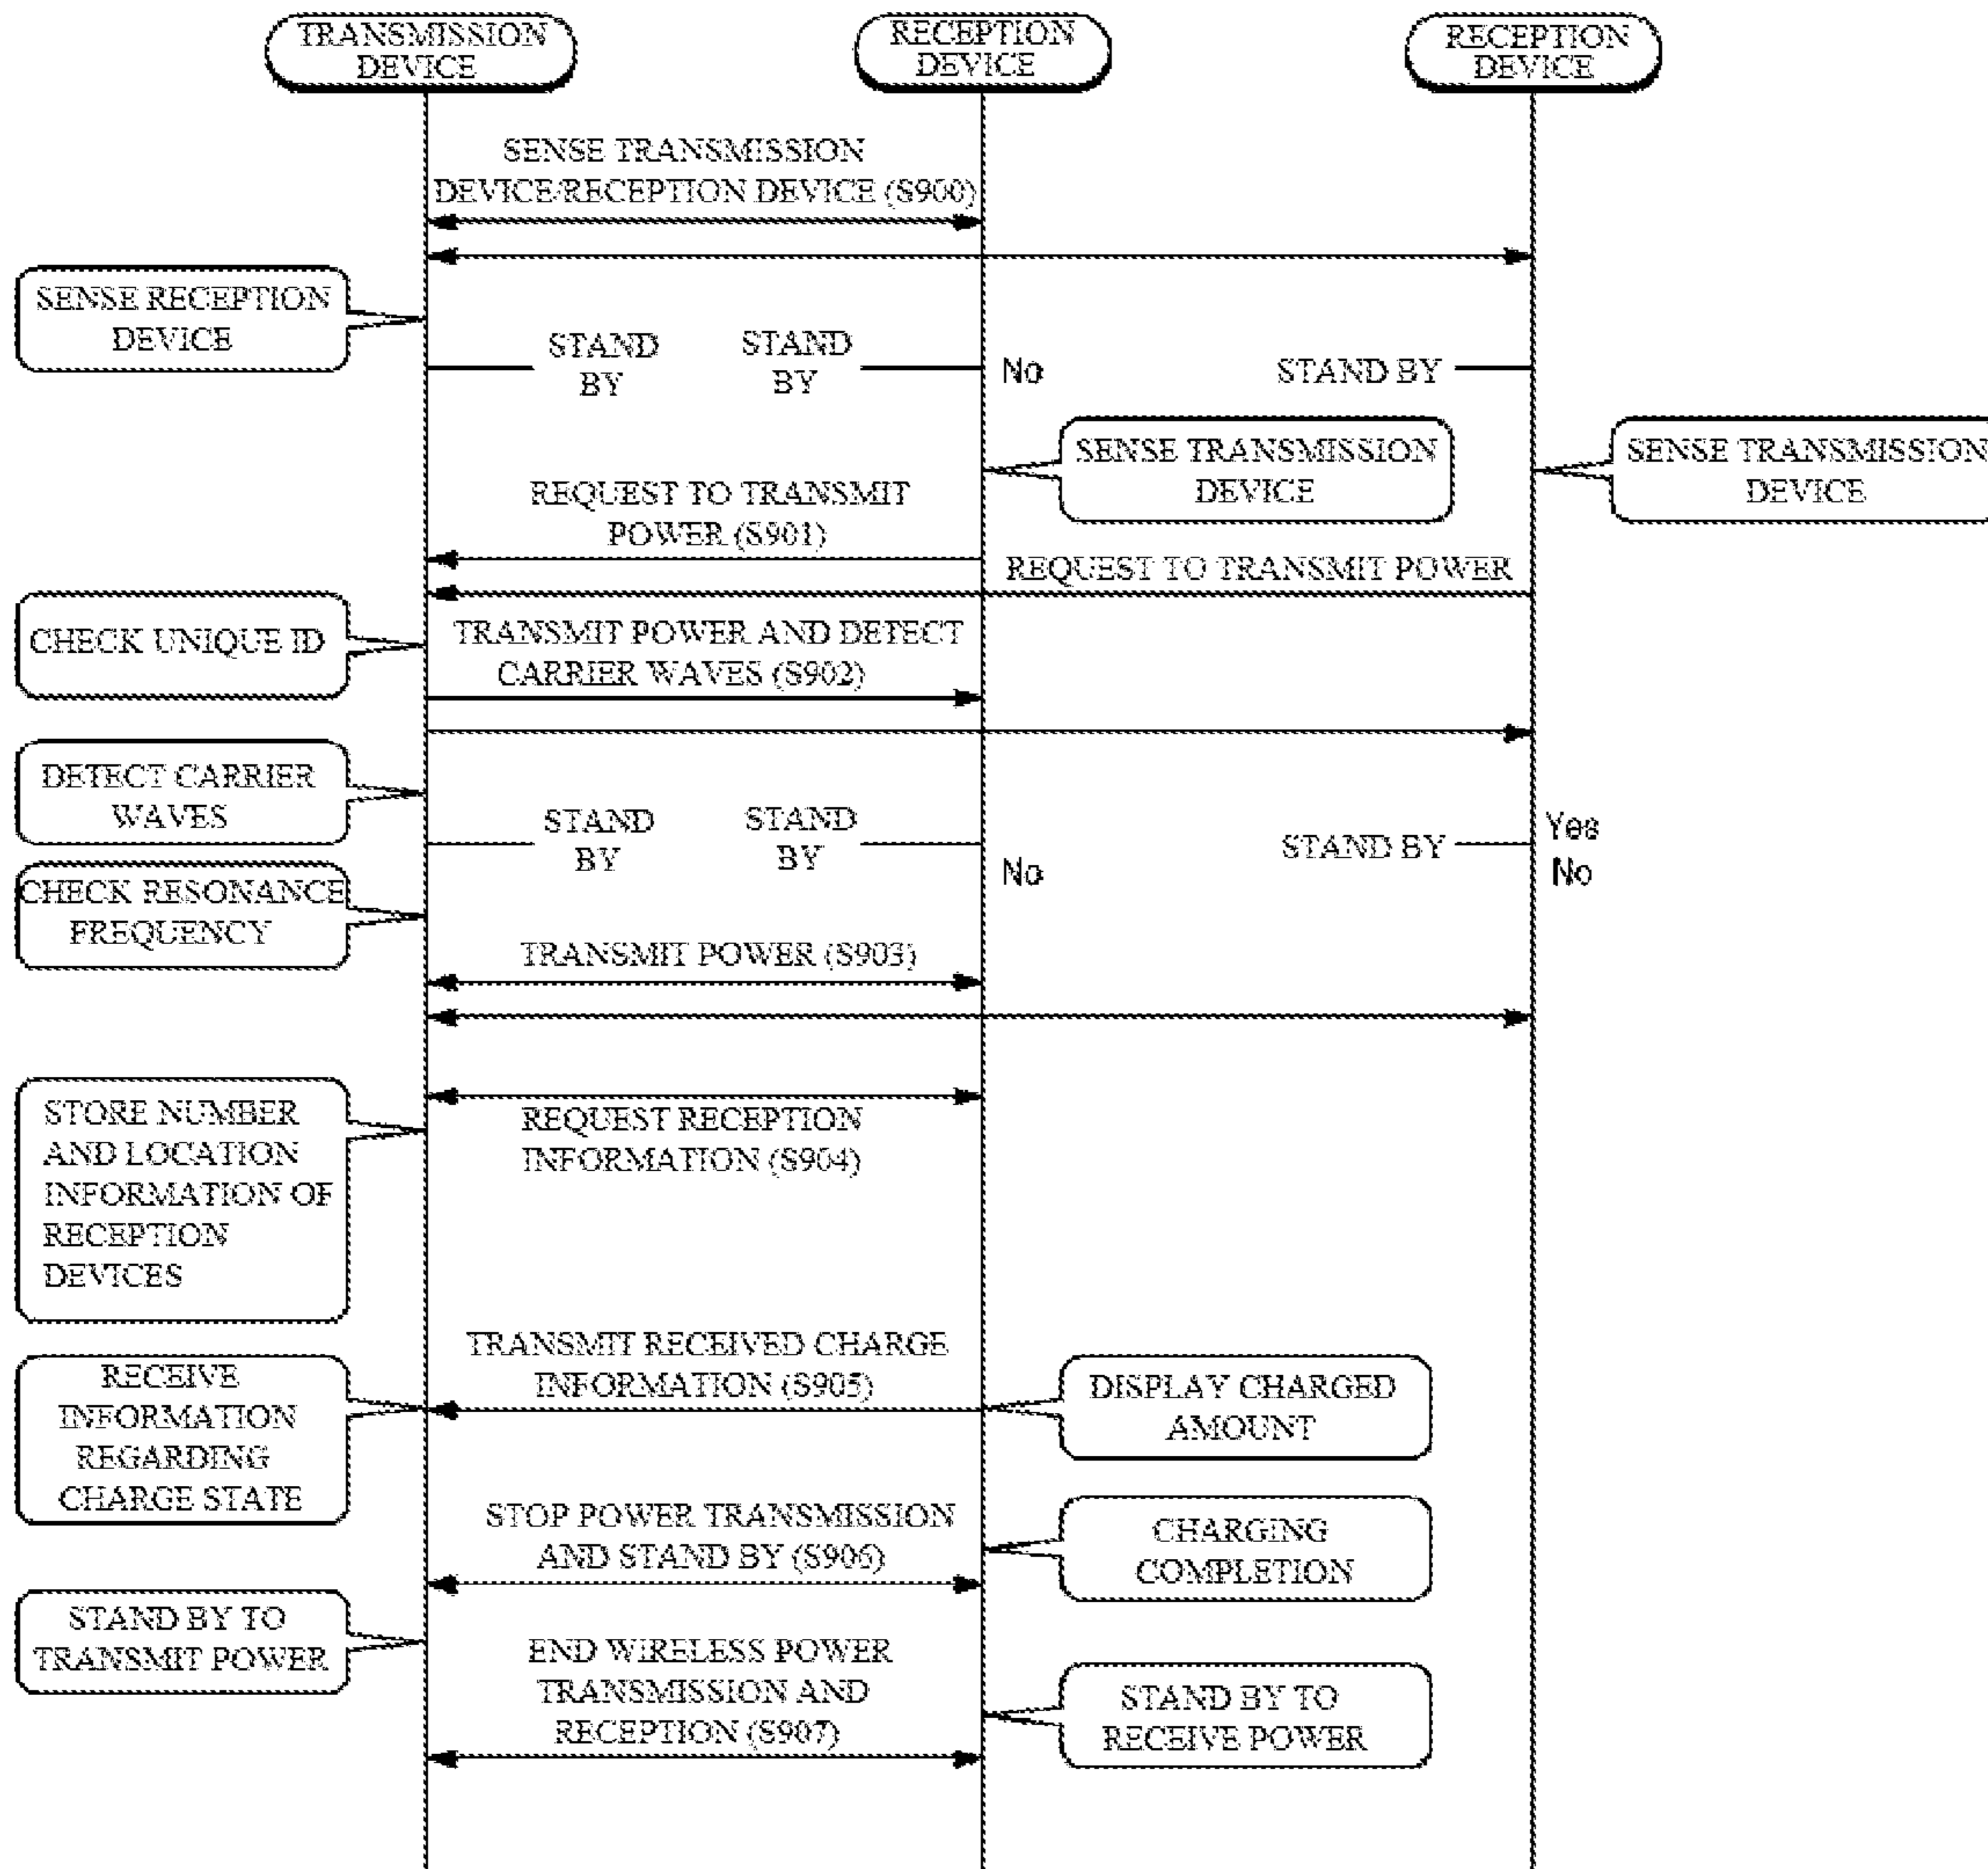 TRANSMISSION
DEVICE
RECEPTION
DEVICE
RECEPTION
DEVICE
SENSE TRANSMISSION
DEVICE/RECEPTION DEVICE (S900)
SENSE RECEPTION
DEVICE
STAND
BY
STAND
BY
No
STAND BY
SENSE TRANSMISSION
DEVICE
SENSE TRANSMISSION
DEVICE
REQUEST TO TRANSMIT
POWER (S901)
REQUEST TO TRANSMIT POWER
CHECK UNIQUE ID
TRANSMIT POWER AND DETECT
CARRIER WAVES (S902)
DETECT CARRIER
WAVES
STAND
BY
STAND
BY
No
STAND BY
Yes
No
CHECK RESONANCE
FREQUENCY
TRANSMIT POWER (S903)
STORE NUMBER
AND LOCATION
INFORMATION OF
RECEPTION
DEVICES
REQUEST RECEPTION
INFORMATION (S904)
TRANSMIT RECEIVED CHARGE
INFORMATION (S905)
RECEIVE
INFORMATION
REGARDING
CHARGE STATE
DISPLAY CHARGED
AMOUNT
STOP POWER TRANSMISSION
AND STAND BY (S906)
CHARGING
COMPLETION
STAND BY TO
TRANSMIT POWER
END WIRELESS POWER
TRANSMISSION AND
RECEPTION (S907)
STAND BY TO
RECEIVE POWER